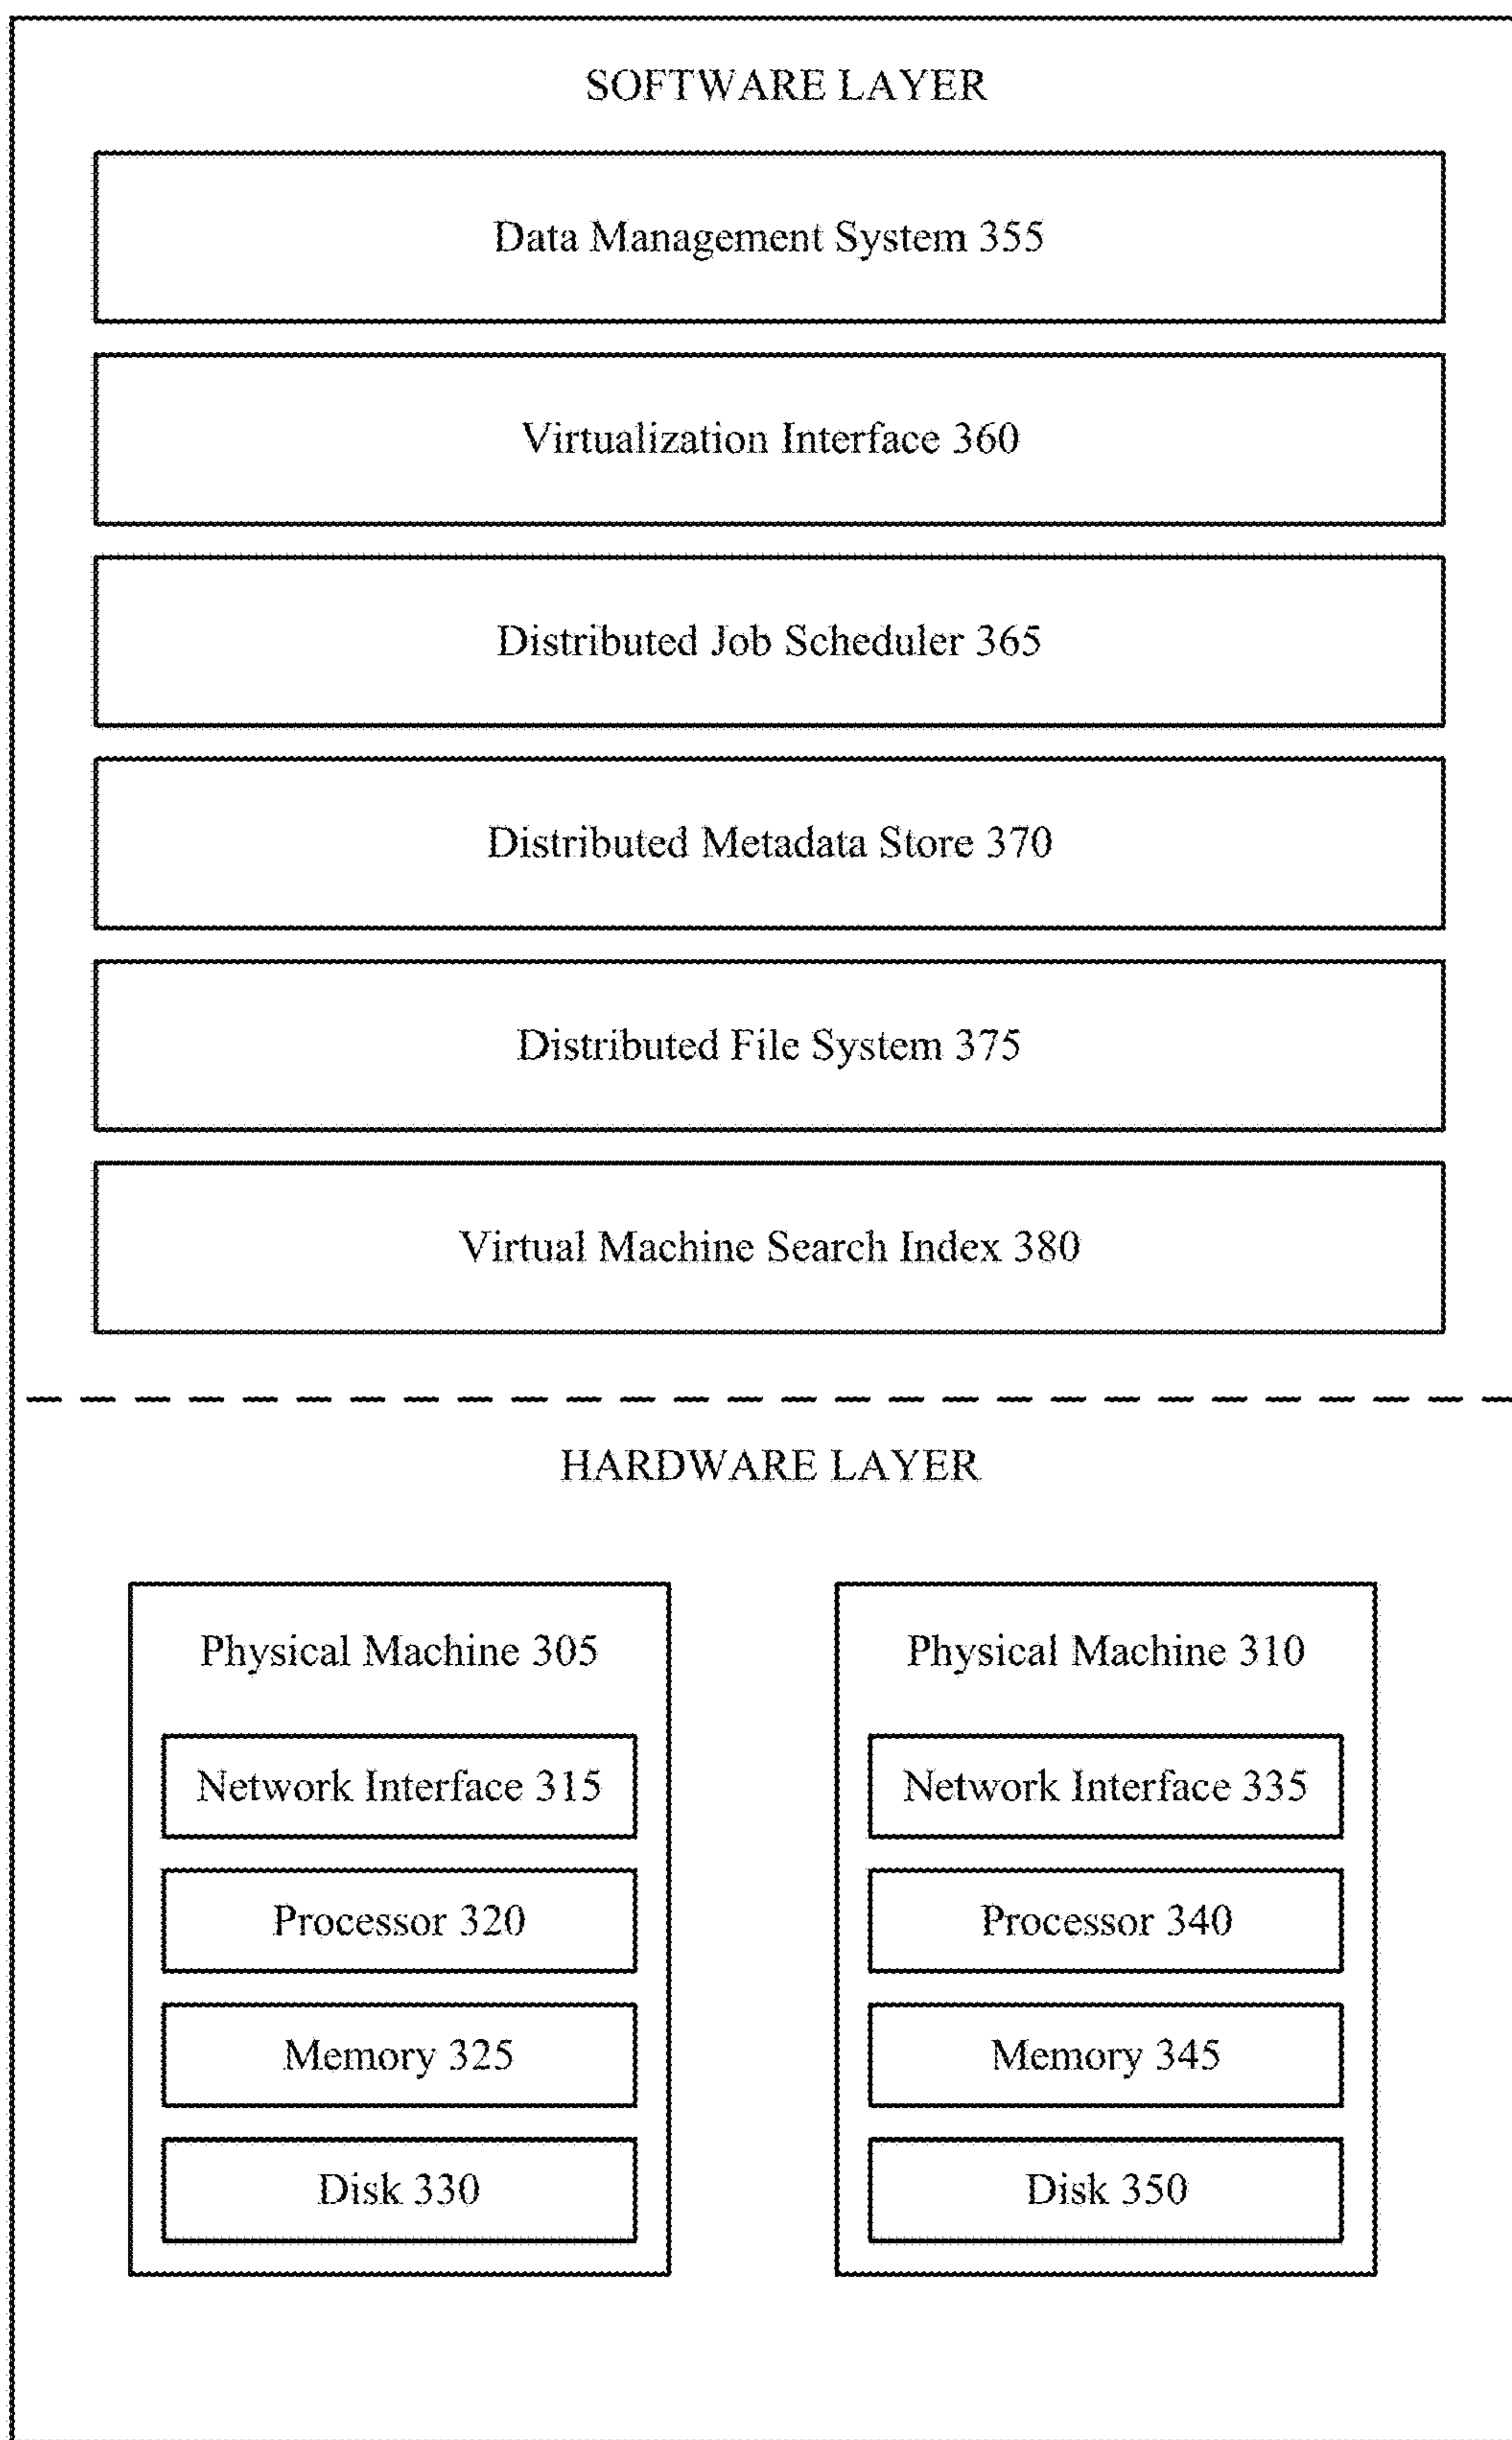 SOFTWARE LAYER
Data Management System 355
Virtualization Interface 360
Distributed Job Scheduler 365
Distributed Metadata Store 370
Distributed File System 375
Virtual Machine Search Index 380
HARDWARE LAYER
Physical Machine 305
Network Interface 315
Processor 320
Memory 325
Disk 330
Physical Machine 310
Network Interface 335
Processor 340
Memory 345
Disk 350